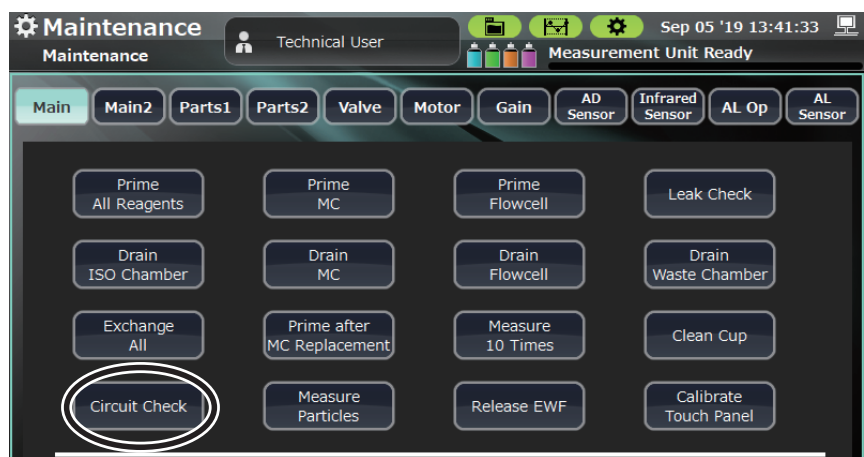 Maintenance
Maintenance
Technical User
Sep 05 '19 13:41:33
Measurement Unit Ready
Main
Main2
Parts1
Parts2
Valve
Motor
Gain
AD
Sensor
Infrared
Sensor
AL Op
AL
Sensor
Prime
All Reagents
Prime
MC
Prime
Flowcell
Leak Check
Drain
ISO Chamber
Drain
MC
Drain
Flowcell
Drain
Waste Chamber
Exchange
All
Prime after
MC Replacement
Measure
10 Times
Clean Cup
Circuit Check
Measure
Particles
Release EWF
Calibrate
Touch Panel